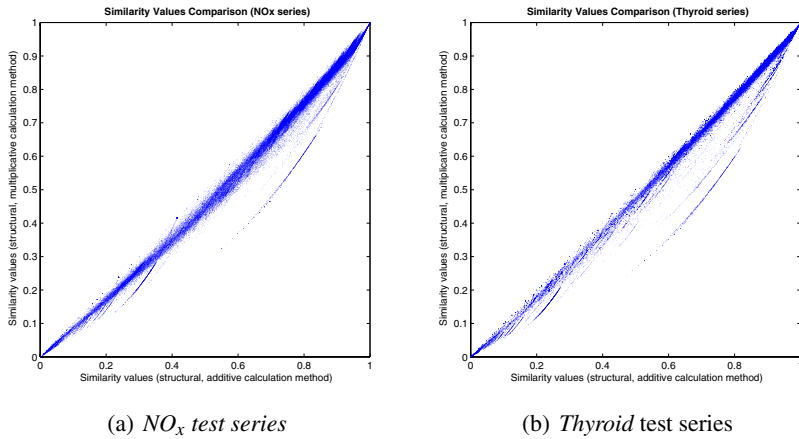 Similarity Values Comparison (NOx series)
1
0.9
0.8
0.7
0.6
0.5
0.4
0.3
0.2
0.1
0
Similarity values (structural, multiplicative calculation method)
0 0.2 0.4 0.6 0.8 1
Similarity values (structural, additive calculation method)
(a) NOx test series
Similarity Values Comparison (Thyroid series)
1
0.9
0.8
0.7
0.6
0.5
0.4
0.3
0.2
0.1
0
Similarity values (structural, multiplicative calculation method)
0 0.2 0.4 0.6 0.8 1
Similarity values (structural, additive calculation method)
(b) Thyroid test series